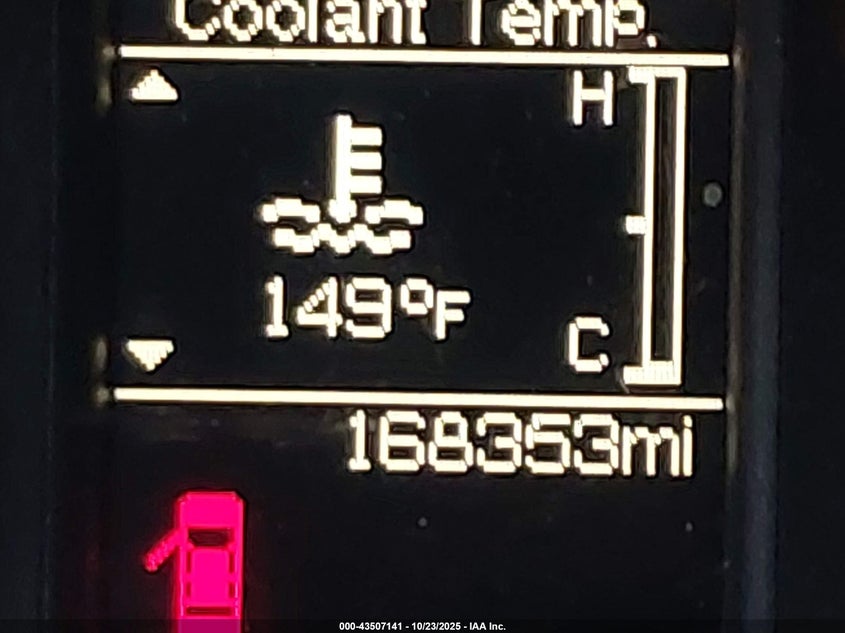 Coolant Temp.
H
149°F
C
168353mi
000-43507141 - 10/23/2025 - IAA Inc.